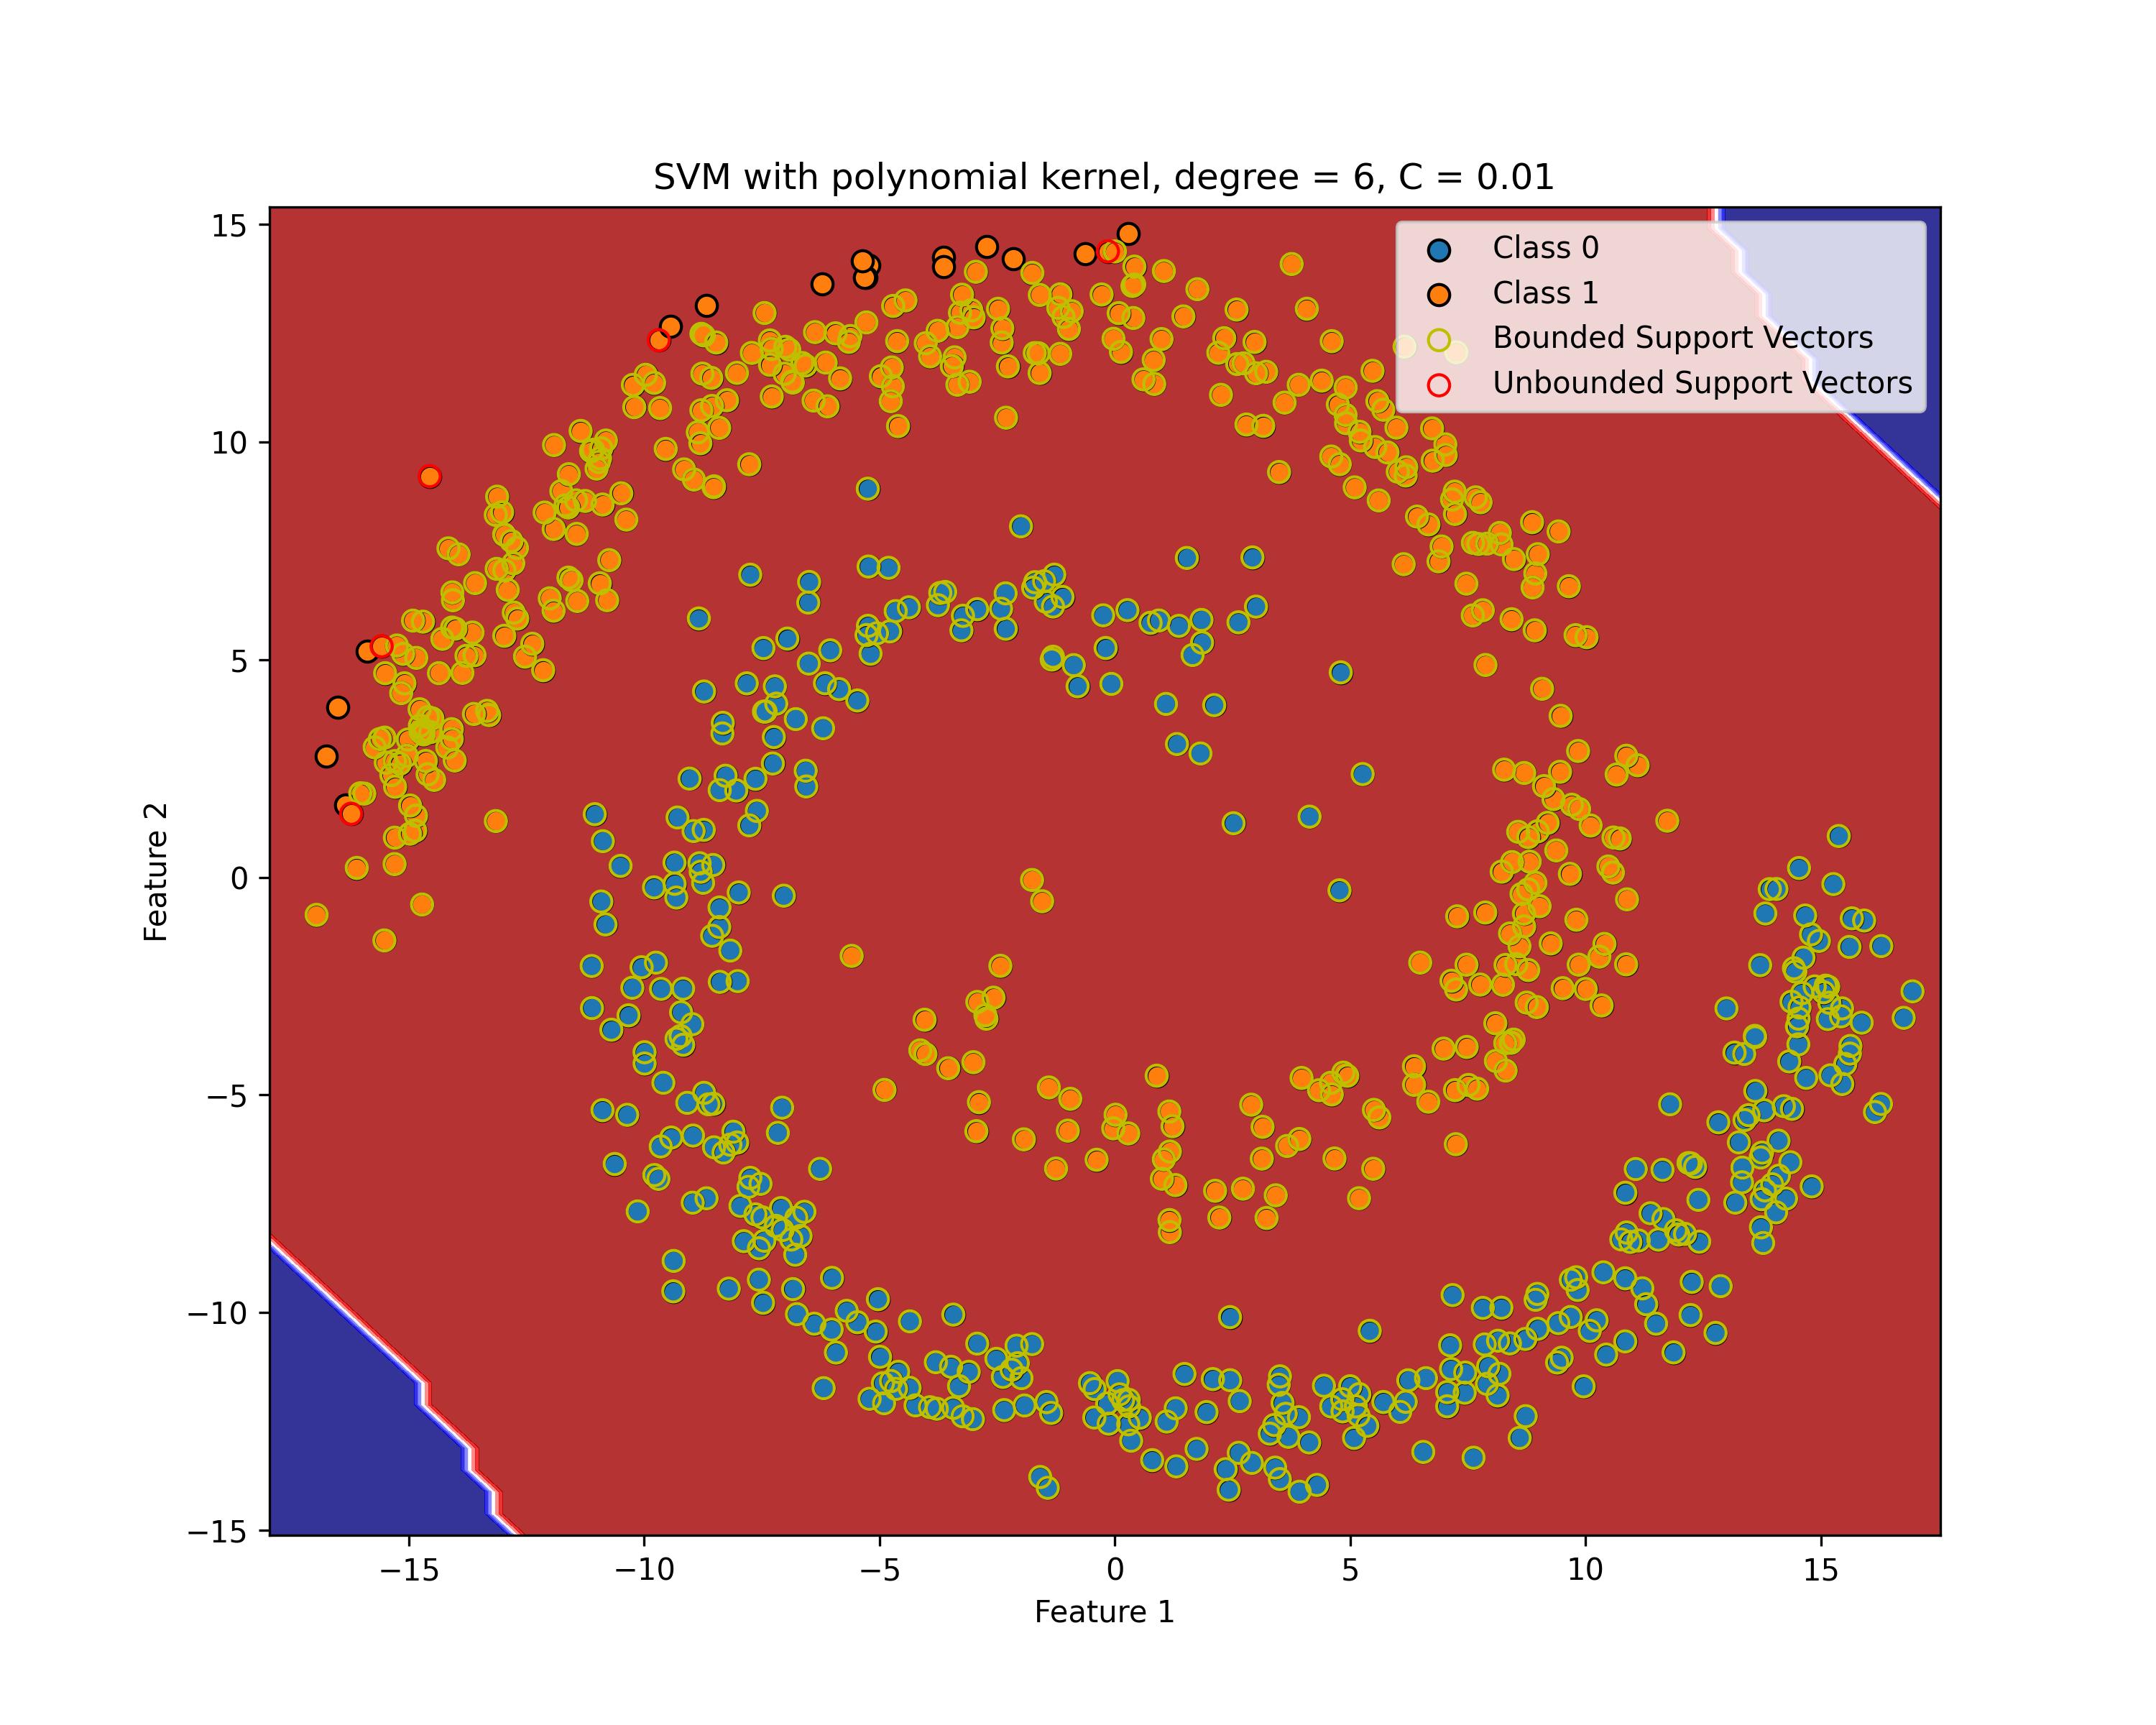 SVM with polynomial kernel, degree = 6, C = 0.01
Class 0
Class 1
Bounded Support Vectors
Unbounded Support Vectors
15
10
5
0
−5
−10
−15
Feature 2
−15 −10 −5 0 5 10 15
Feature 1